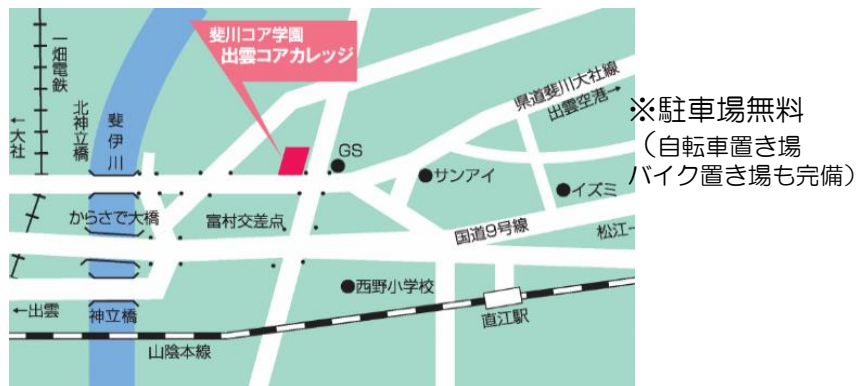 斐川コア学園
出雲コアカレッジ
一畑電鉄
←大社
北神立橋
斐伊川
県道斐川大社線
出雲空港→
※駐車場無料
（自転車置き場
バイク置き場も完備）
GS
サンアイ
イズミ
からさで大橋
富村交差点
国道9号線
松江→
西野小学校
←出雲
神立橋
直江駅
山陰本線